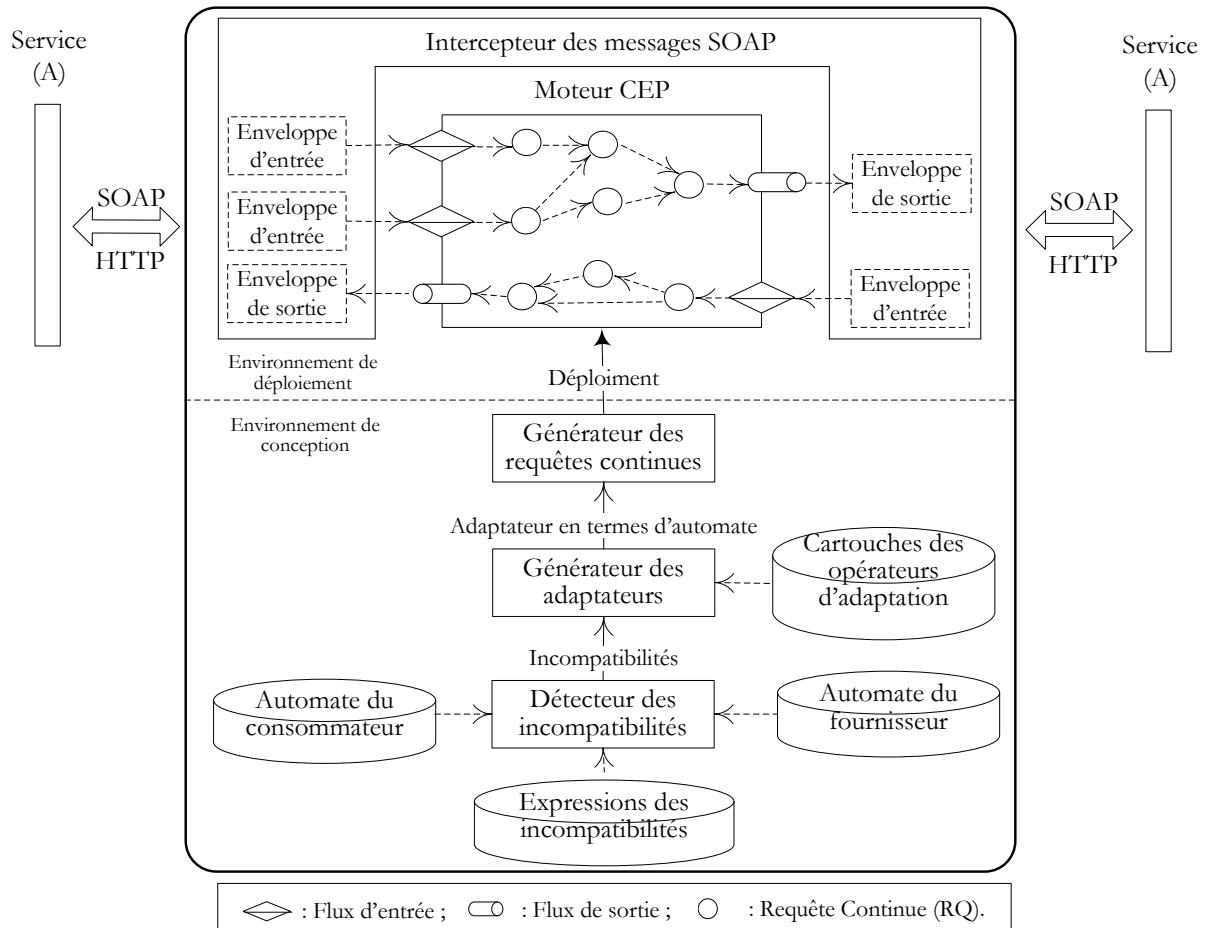 Service
(A)
Intercepteur des messages SOAP
Service
(A)
Moteur CEP
Enveloppe
d'entrée
Enveloppe
d'entrée
Enveloppe
de sortie
Enveloppe
de sortie
Enveloppe
d'entrée
SOAP
HTTP
SOAP
HTTP
Environnement de
déploiement
Déploiment
Environnement de
conception
Générateur des
requêtes continues
Adaptateur en termes d'automate
Générateur des
adaptateurs
Cartouches des
opérateurs
d'adaptation
Incompatibilités
Automate du
consommateur
Détecteur des
incompatibilités
Automate du
fournisseur
Expressions des
incompatibilités
: Flux d'entrée ; : Flux de sortie ; : Requête Continue (RQ).